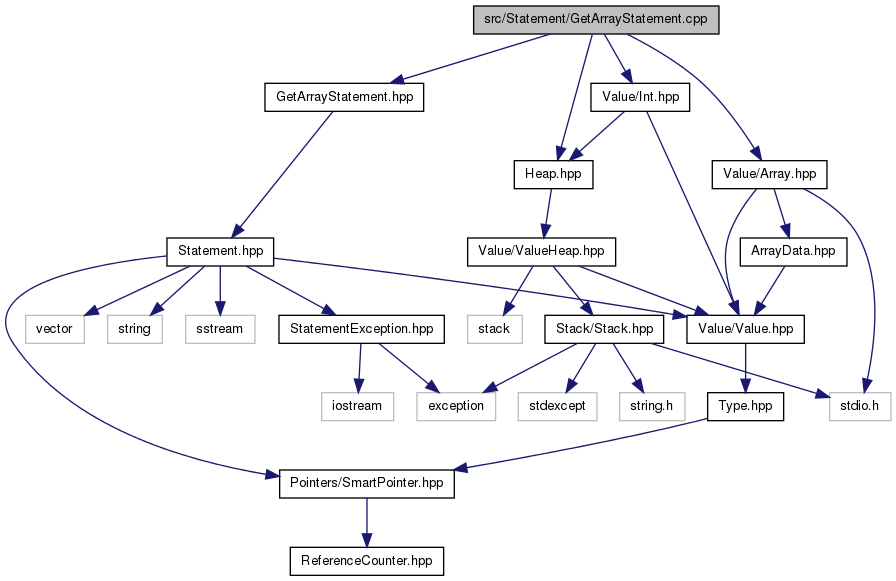 src/Statement/GetArrayStatement.cpp
GetArrayStatement.hpp
Value/Int.hpp
Heap.hpp
Value/Array.hpp
Statement.hpp
Value/ValueHeap.hpp
ArrayData.hpp
vector
string
sstream
StatementException.hpp
stack
Stack/Stack.hpp
Value/Value.hpp
iostream
exception
stdexcept
string.h
Type.hpp
stdio.h
Pointers/SmartPointer.hpp
ReferenceCounter.hpp